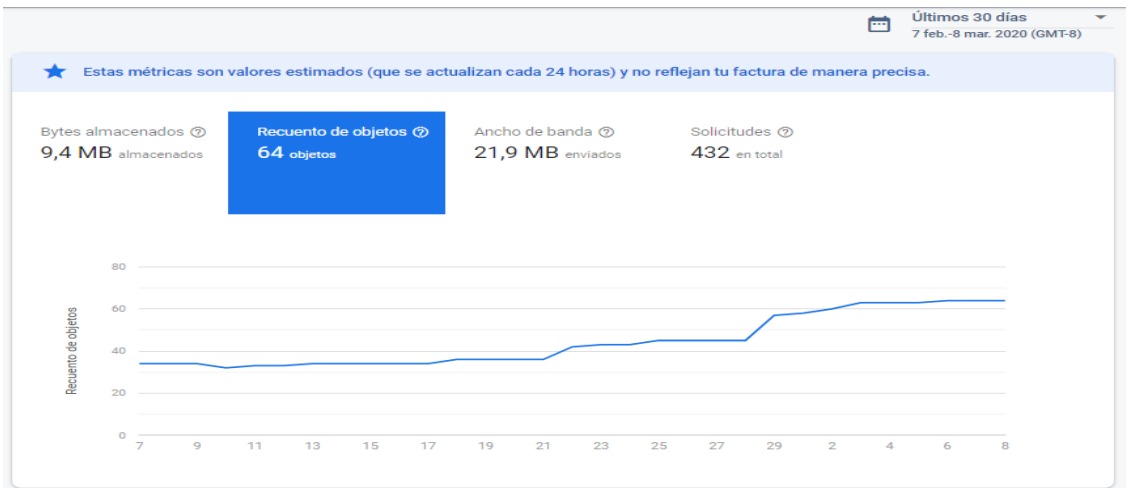 Últimos 30 días
7 feb.-8 mar. 2020 (GMT-8)
Estas métricas son valores estimados (que se actualizan cada 24 horas) y no reflejan tu factura de manera precisa.
Bytes almacenados
9,4 MB almacenados
Recuento de objetos
64 objetos
Ancho de banda
21,9 MB enviados
Solicitudes
432 en total
Recuento de objetos
80
60
40
20
0
7 9 11 13 15 17 19 21 23 25 27 29 2 4 6 8